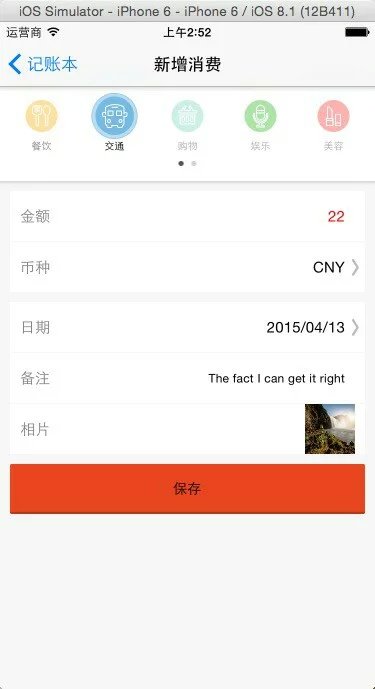 iOS Simulator - iPhone 6 - iPhone 6 / iOS 8.1 (12B411)
运营商 上午2:52
记账本 新增消费
餐饮 交通 购物 娱乐 美容
金额 22
币种 CNY
日期 2015/04/13
备注 The fact I can get it right
相片
保存